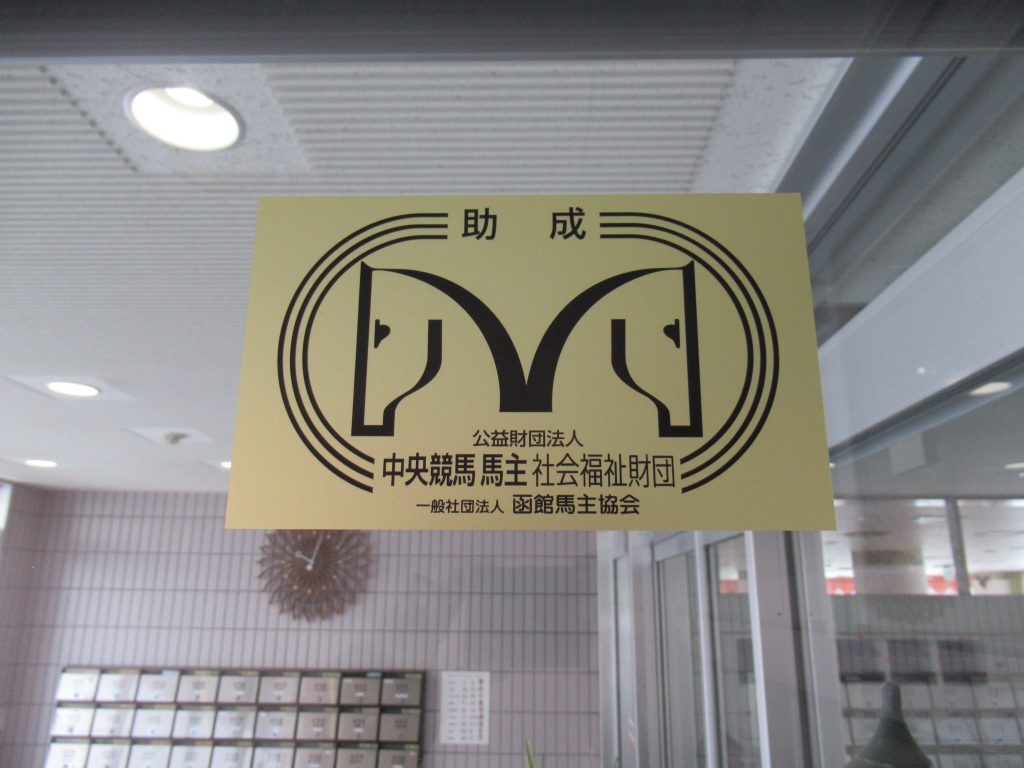 助 成
公益財団法人
中央競馬馬主社会福祉財団
一般社団法人 函館馬主協会